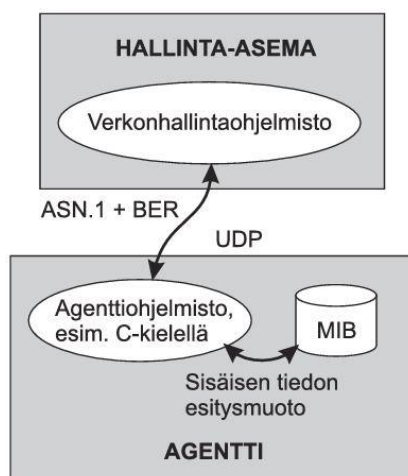 HALLINTA-ASEMA
Verkonhallintaohjelmisto
ASN.1 + BER
UDP
Agenttiohjelmisto,
esim. C-kielellä
MIB
Sisäisen tiedon
esitysmuoto
AGENTTI